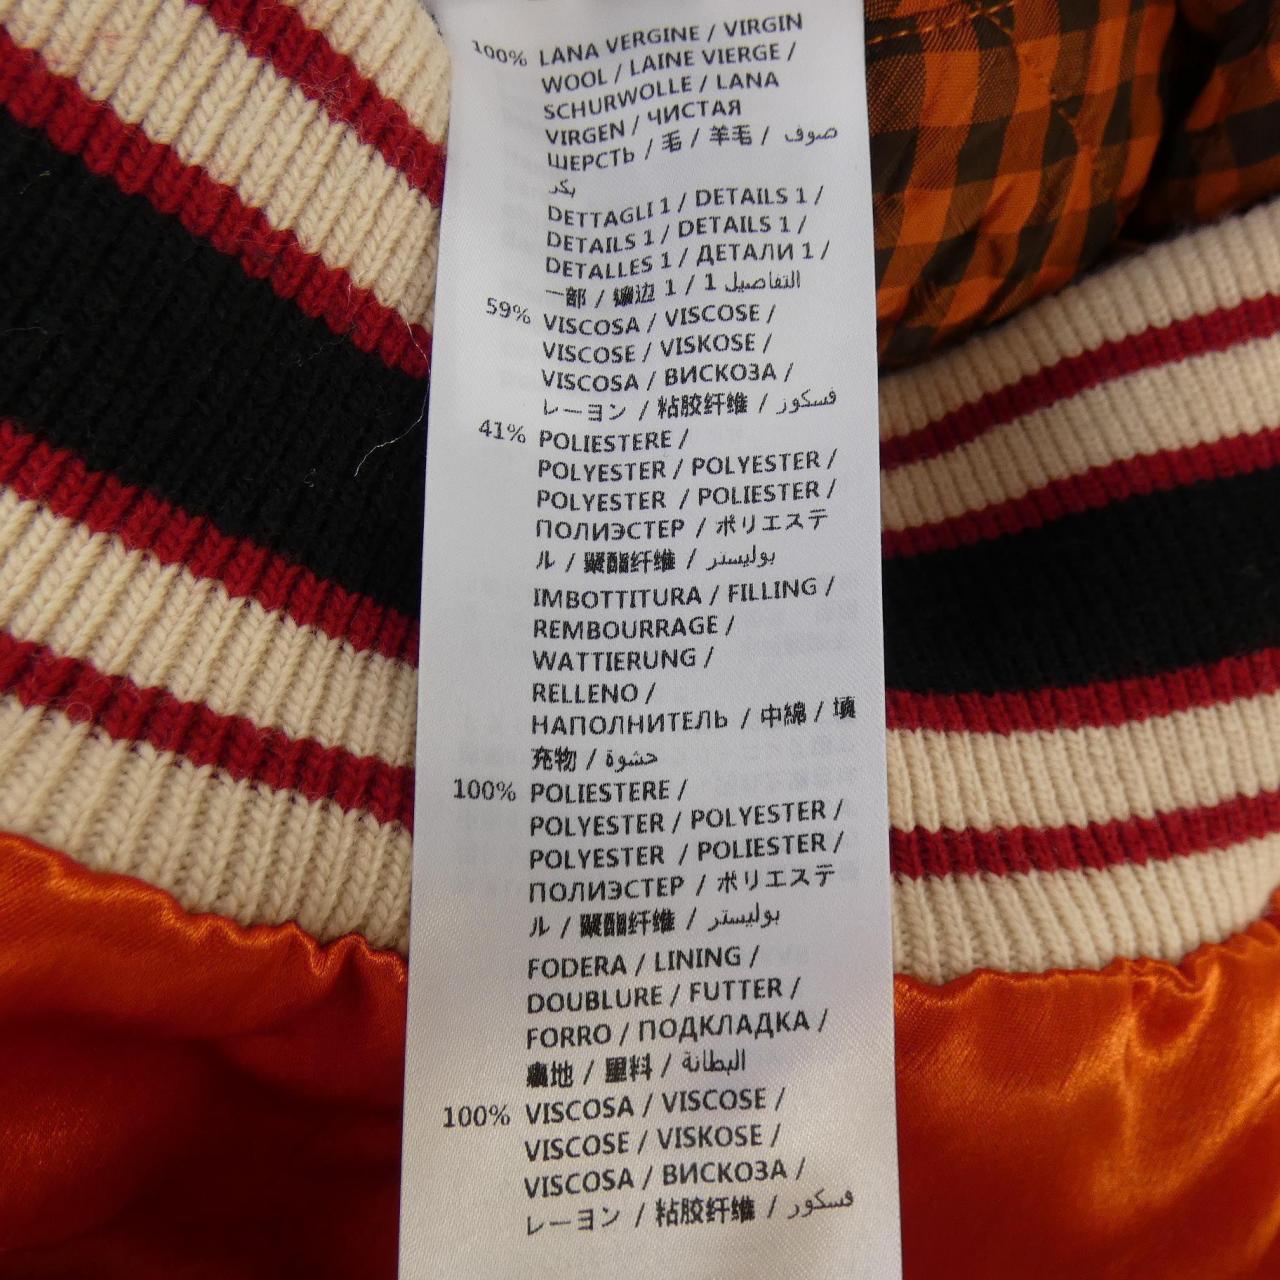 100% LANA VERGINE / VIRGIN
WOOL / LAINE VIERGE /
SCHURWOLLE / LANA
VIRGEN / ЧИСТАЯ
ШЕРСТЬ / 毛 / 羊毛 / صوف
بكر
DETTAGLI 1 / DETAILS 1 /
DETAILS 1 / DETAILS 1 /
DETALLES 1 / ДЕТАЛИ 1 /
一部 / 镶边 1 / 1 التفاصيل
59% VISCOSA / VISCOSE /
VISCOSE / VISKOSE /
VISCOSA / ВИСКОЗА /
レーヨン / 粘胶纤维 / فسكوز
41% POLIESTERE /
POLYESTER / POLYESTER /
POLYESTER / POLIESTER /
ПОЛИЭСТЕР / ポリエステ
ル / 聚酯纤维 / بوليستر
IMBOTTITURA / FILLING /
REMBOURRAGE /
WATTIERUNG /
RELLENO /
НАПОЛНИТЕЛЬ / 中綿 / 填
充物 / حشوة
100% POLIESTERE /
POLYESTER / POLYESTER /
POLYESTER / POLIESTER /
ПОЛИЭСТЕР / ポリエステ
ル / 聚酯纤维 / بوليستر
FODERA / LINING /
DOUBLURE / FUTTER /
FORRO / ПОДКЛАДКА /
裏地 / 里料 / البطانة
100% VISCOSA / VISCOSE /
VISCOSE / VISKOSE /
VISCOSA / ВИСКОЗА /
レーヨン / 粘胶纤维 / فسكوز